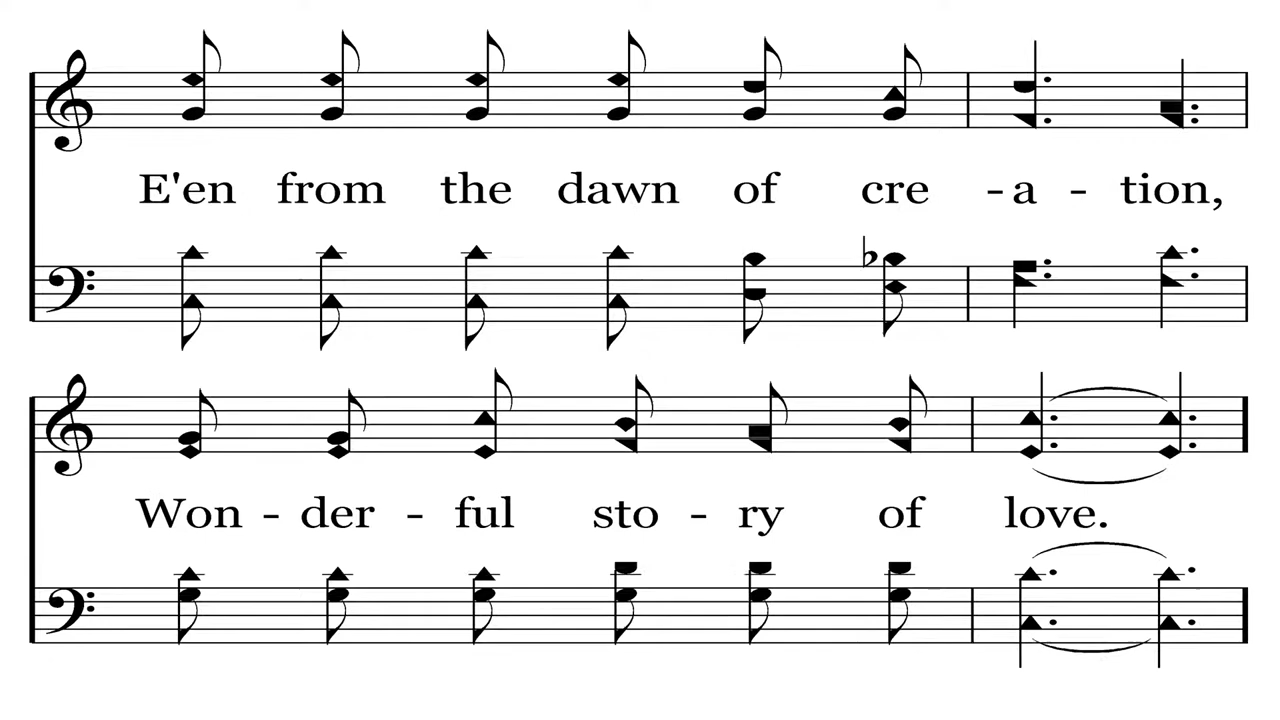 E'en from the dawn of cre - a - tion,
Won - der - ful sto - ry of love.